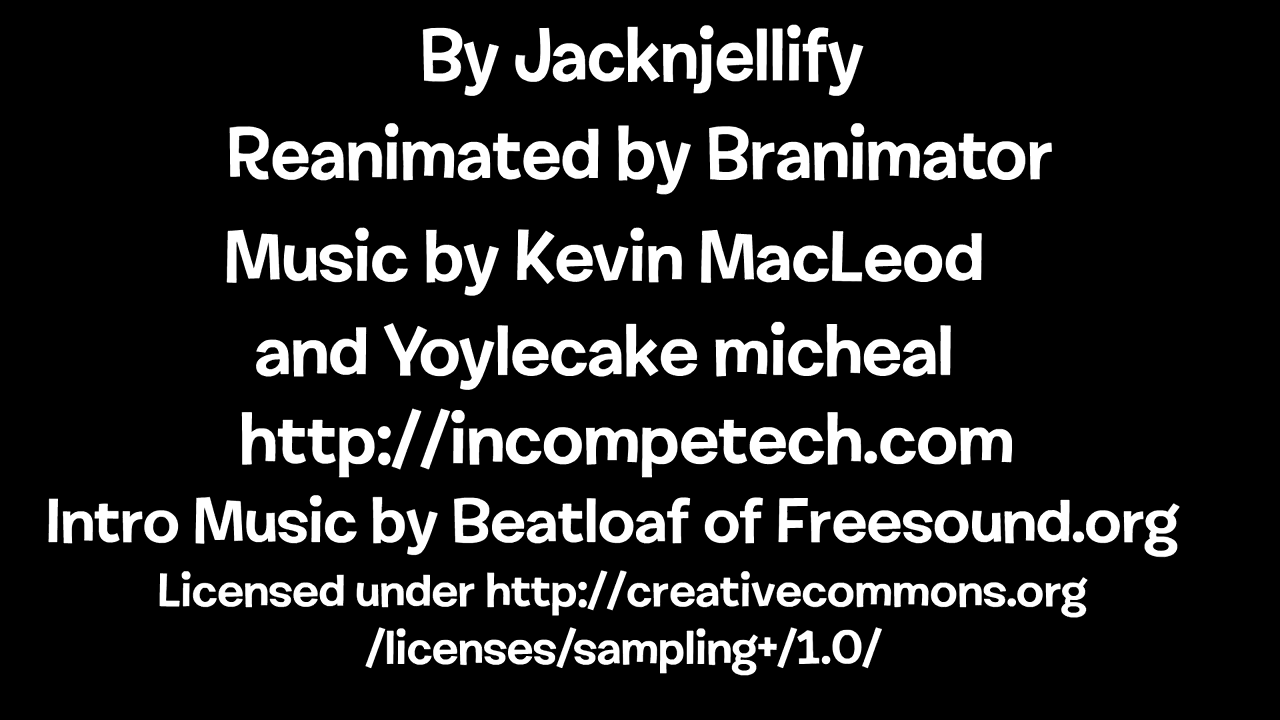 By Jacknjellify
Reanimated by Branimator
Music by Kevin MacLeod
and Yoylecake micheal
http://incompetech.com
Intro Music by Beatloaf of Freesound.org
Licensed under http://creativecommons.org
/licenses/sampling+/1.0/